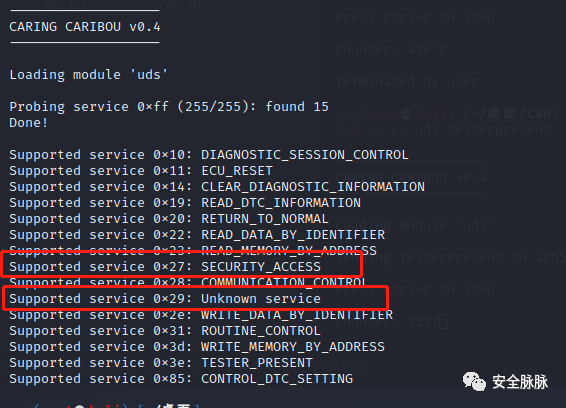 CARING CARIBOU v0.4
Loading module 'uds'
Probing service 0×ff (255/255): found 15
Done!
Supported service 0×10: DIAGNOSTIC_SESSION_CONTROL
Supported service 0×11: ECU_RESET
Supported service 0×14: CLEAR_DIAGNOSTIC_INFORMATION
Supported service 0×19: READ_DTC_INFORMATION
Supported service 0×20: RETURN_TO_NORMAL
Supported service 0×22: READ_DATA_BY_IDENTIFIER
Supported service 0×23: READ_MEMORY_BY_ADDRESS
Supported service 0×27: SECURITY_ACCESS
Supported service 0×28: COMMUNICATION_CONTROL
Supported service 0×29: Unknown service
Supported service 0×2e: WRITE_DATA_BY_IDENTIFIER
Supported service 0×31: ROUTINE_CONTROL
Supported service 0×3d: WRITE_MEMORY_BY_ADDRESS
Supported service 0×3e: TESTER_PRESENT
Supported service 0×85: CONTROL_DTC_SETTING
Press Ctrl+C to stop
Counter: 436^C
Terminated by user
~/桌面/Can
uds testerpresent
CARING CARIBOU v0.4
Loading module 'uds'
TesterPresent to arb
Press Ctrl+C to stop
Counter: 3577
安全脉脉